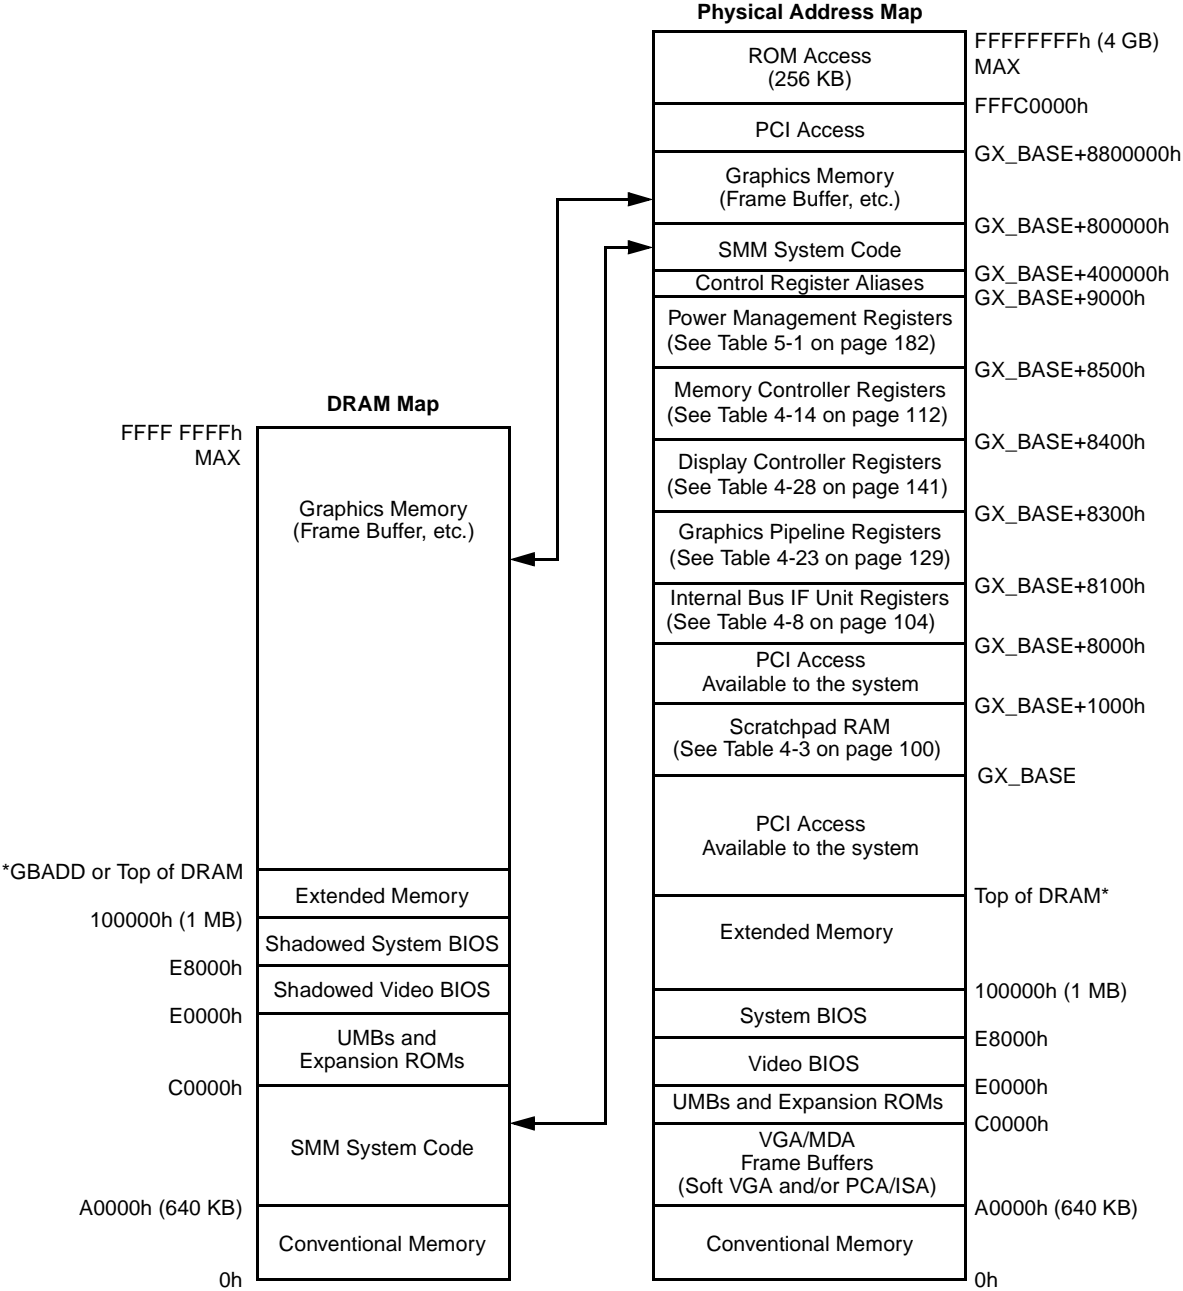 Physical Address Map
FFFFFFFFh (4 GB)
MAX
ROM Access
(256 KB)
FFFC0000h
PCI Access
GX_BASE+8800000h
Graphics Memory
(Frame Buffer, etc.)
GX_BASE+800000h
SMM System Code
GX_BASE+400000h
Control Register Aliases
GX_BASE+9000h
Power Management Registers
(See Table 5-1 on page 182)
GX_BASE+8500h
Memory Controller Registers
(See Table 4-14 on page 112)
GX_BASE+8400h
Display Controller Registers
(See Table 4-28 on page 141)
GX_BASE+8300h
Graphics Pipeline Registers
(See Table 4-23 on page 129)
GX_BASE+8100h
Internal Bus IF Unit Registers
(See Table 4-8 on page 104)
GX_BASE+8000h
PCI Access
Available to the system
GX_BASE+1000h
Scratchpad RAM
(See Table 4-3 on page 100)
GX_BASE
PCI Access
Available to the system
Top of DRAM*
Extended Memory
100000h (1 MB)
System BIOS
E8000h
Video BIOS
E0000h
UMBs and Expansion ROMs
C0000h
VGA/MDA
Frame Buffers
(Soft VGA and/or PCA/ISA)
A0000h (640 KB)
Conventional Memory
0h
DRAM Map
FFFF FFFFh
MAX
Graphics Memory
(Frame Buffer, etc.)
*GBADD or Top of DRAM
Extended Memory
100000h (1 MB)
Shadowed System BIOS
E8000h
Shadowed Video BIOS
E0000h
UMBs and
Expansion ROMs
C0000h
SMM System Code
A0000h (640 KB)
Conventional Memory
0h